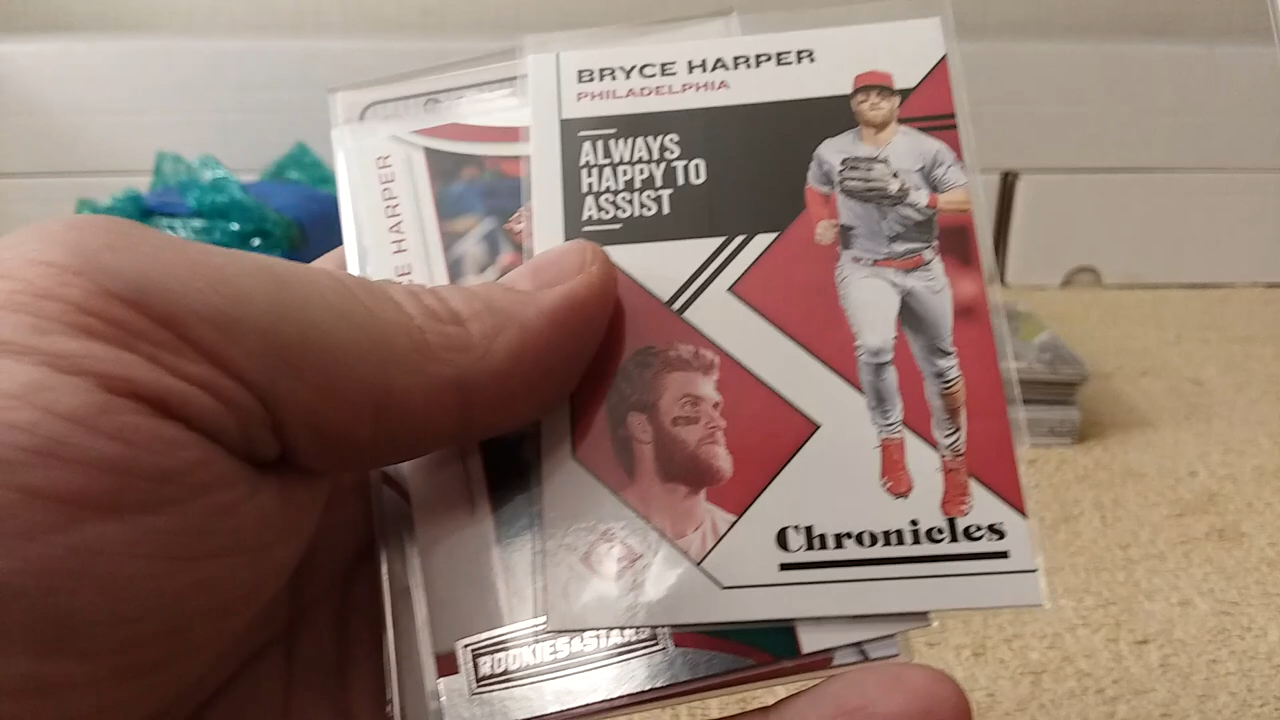 BRYCE HARPER
PHILADELPHIA
ALWAYS
HAPPY TO
ASSIST
Chronicles
HARPER
ROOKIES & STARS